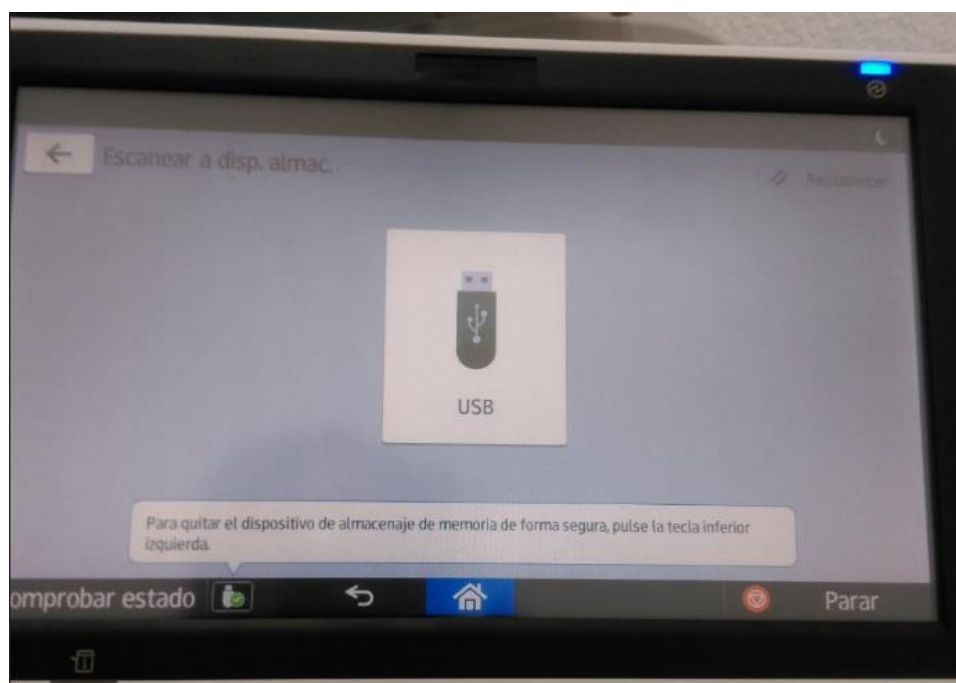 Escanear a disp. almac.
Restablecer
USB
Para quitar el dispositivo de almacenaje de memoria de forma segura, pulse la tecla inferior
izquierda.
omprobar estado
Parar